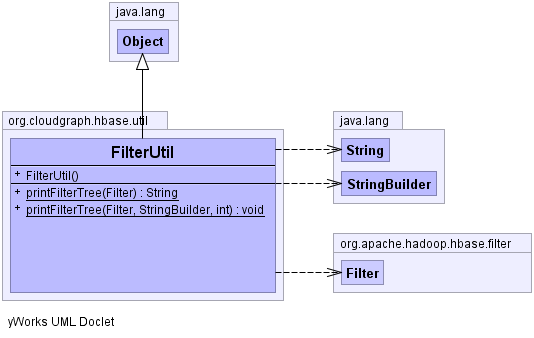 java.lang
Object
org.cloudgraph.hbase.util
FilterUtil
+ FilterUtil()
+ printFilterTree(Filter) : String
+ printFilterTree(Filter, StringBuilder, int) : void
java.lang
String
StringBuilder
org.apache.hadoop.hbase.filter
Filter
yWorks UML Doclet